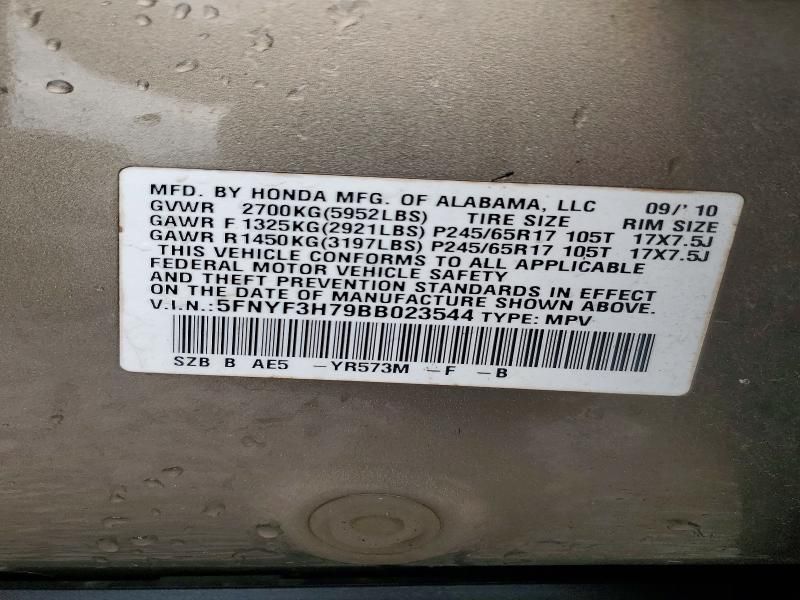 MFD. BY HONDA MFG. OF ALABAMA, LLC 09/' 10
GVWR 2700KG(5952LBS) TIRE SIZE RIM SIZE
GAWR F 1325KG(2921LBS) P245/65R17 105T 17X7.5J
GAWR R1450KG(3197LBS) P245/65R17 105T 17X7.5J
THIS VEHICLE CONFORMS TO ALL APPLICABLE
FEDERAL MOTOR VEHICLE SAFETY
AND THEFT PREVENTION STANDARDS IN EFFECT
ON THE DATE OF MANUFACTURE SHOWN ABOVE.
V.I.N.: 5FNYF3H79BB023544 TYPE: MPV
SZB B AE5 -YR573M -F -B